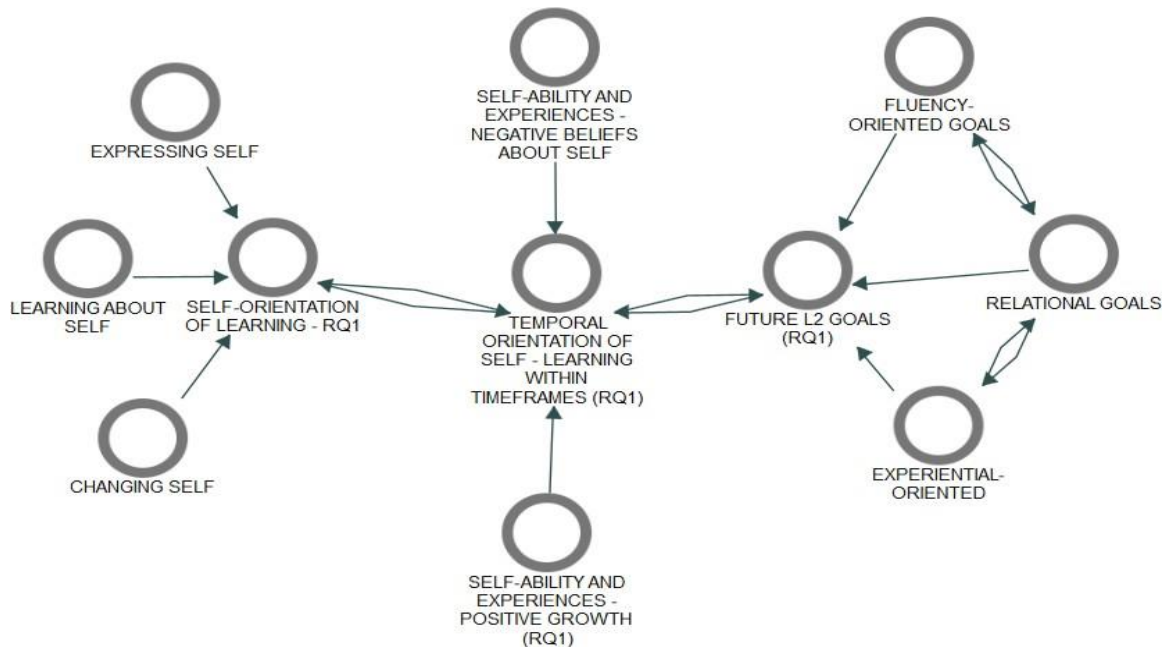 EXPRESSING SELF
SELF-ABILITY AND
EXPERIENCES -
NEGATIVE BELIEFS
ABOUT SELF
FLUENCY-
ORIENTED GOALS
LEARNING ABOUT
SELF
SELF-ORIENTATION
OF LEARNING - RQ1
TEMPORAL
ORIENTATION OF
SELF - LEARNING
WITHIN
TIMEFRAMES (RQ1)
FUTURE L2 GOALS
(RQ1)
RELATIONAL GOALS
CHANGING SELF
EXPERIENTIAL-
ORIENTED
SELF-ABILITY AND
EXPERIENCES -
POSITIVE GROWTH
(RQ1)